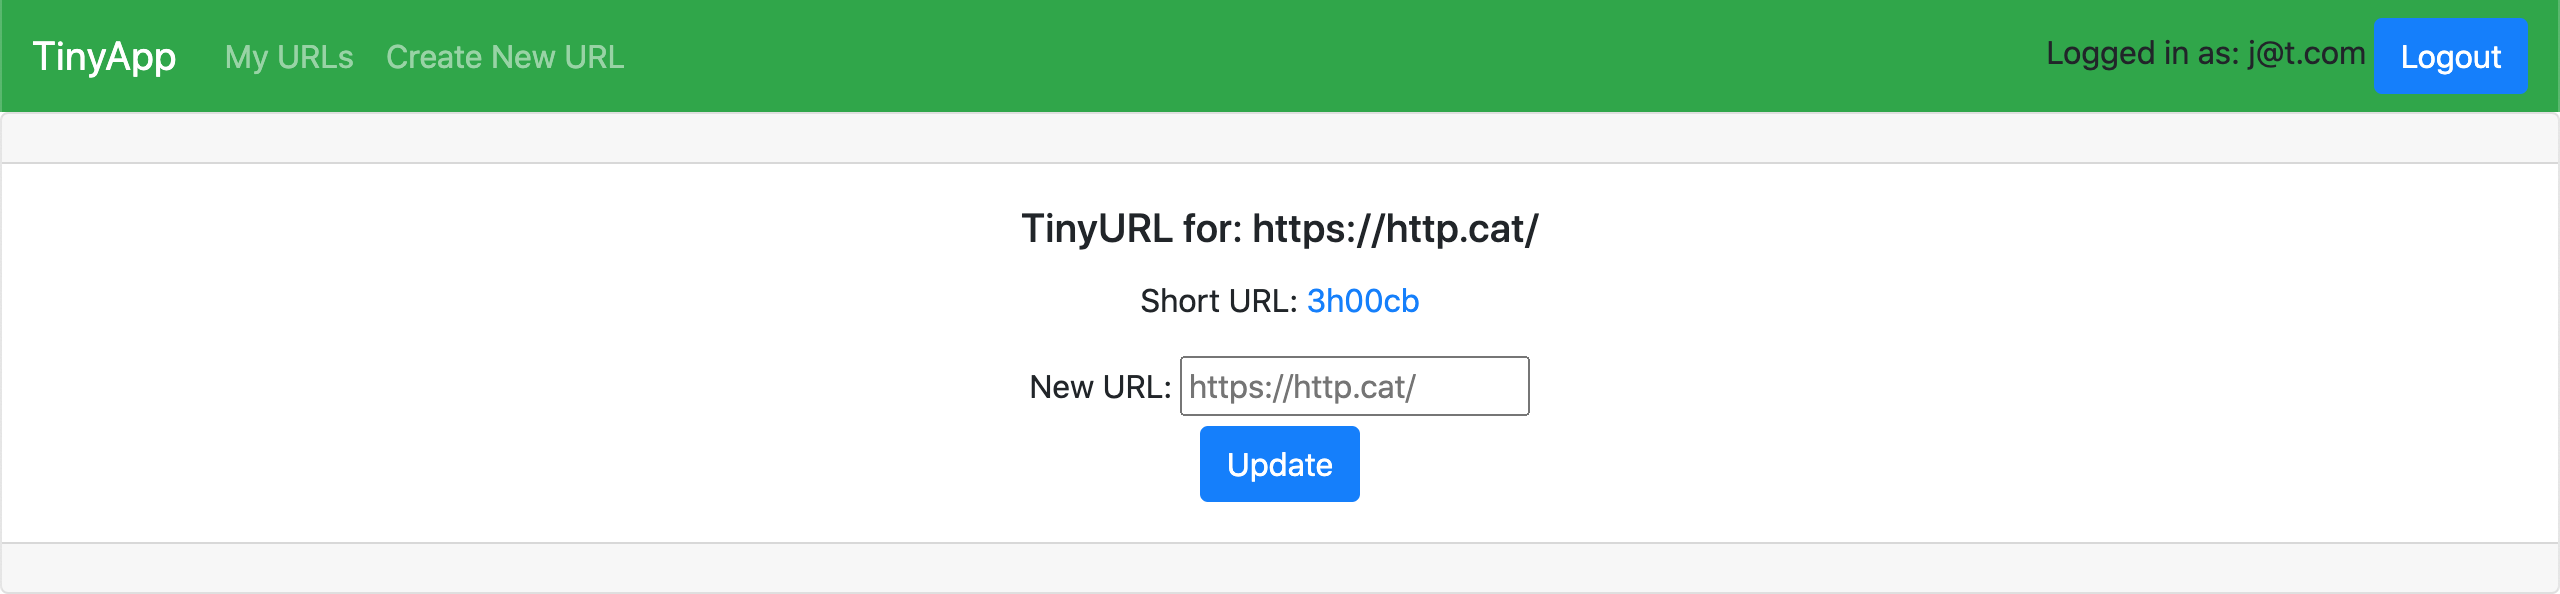 TinyApp My URLs Create New URL Logged in as: j@t.com Logout
TinyURL for: https://http.cat/
Short URL: 3h00cb
New URL: https://http.cat/
Update